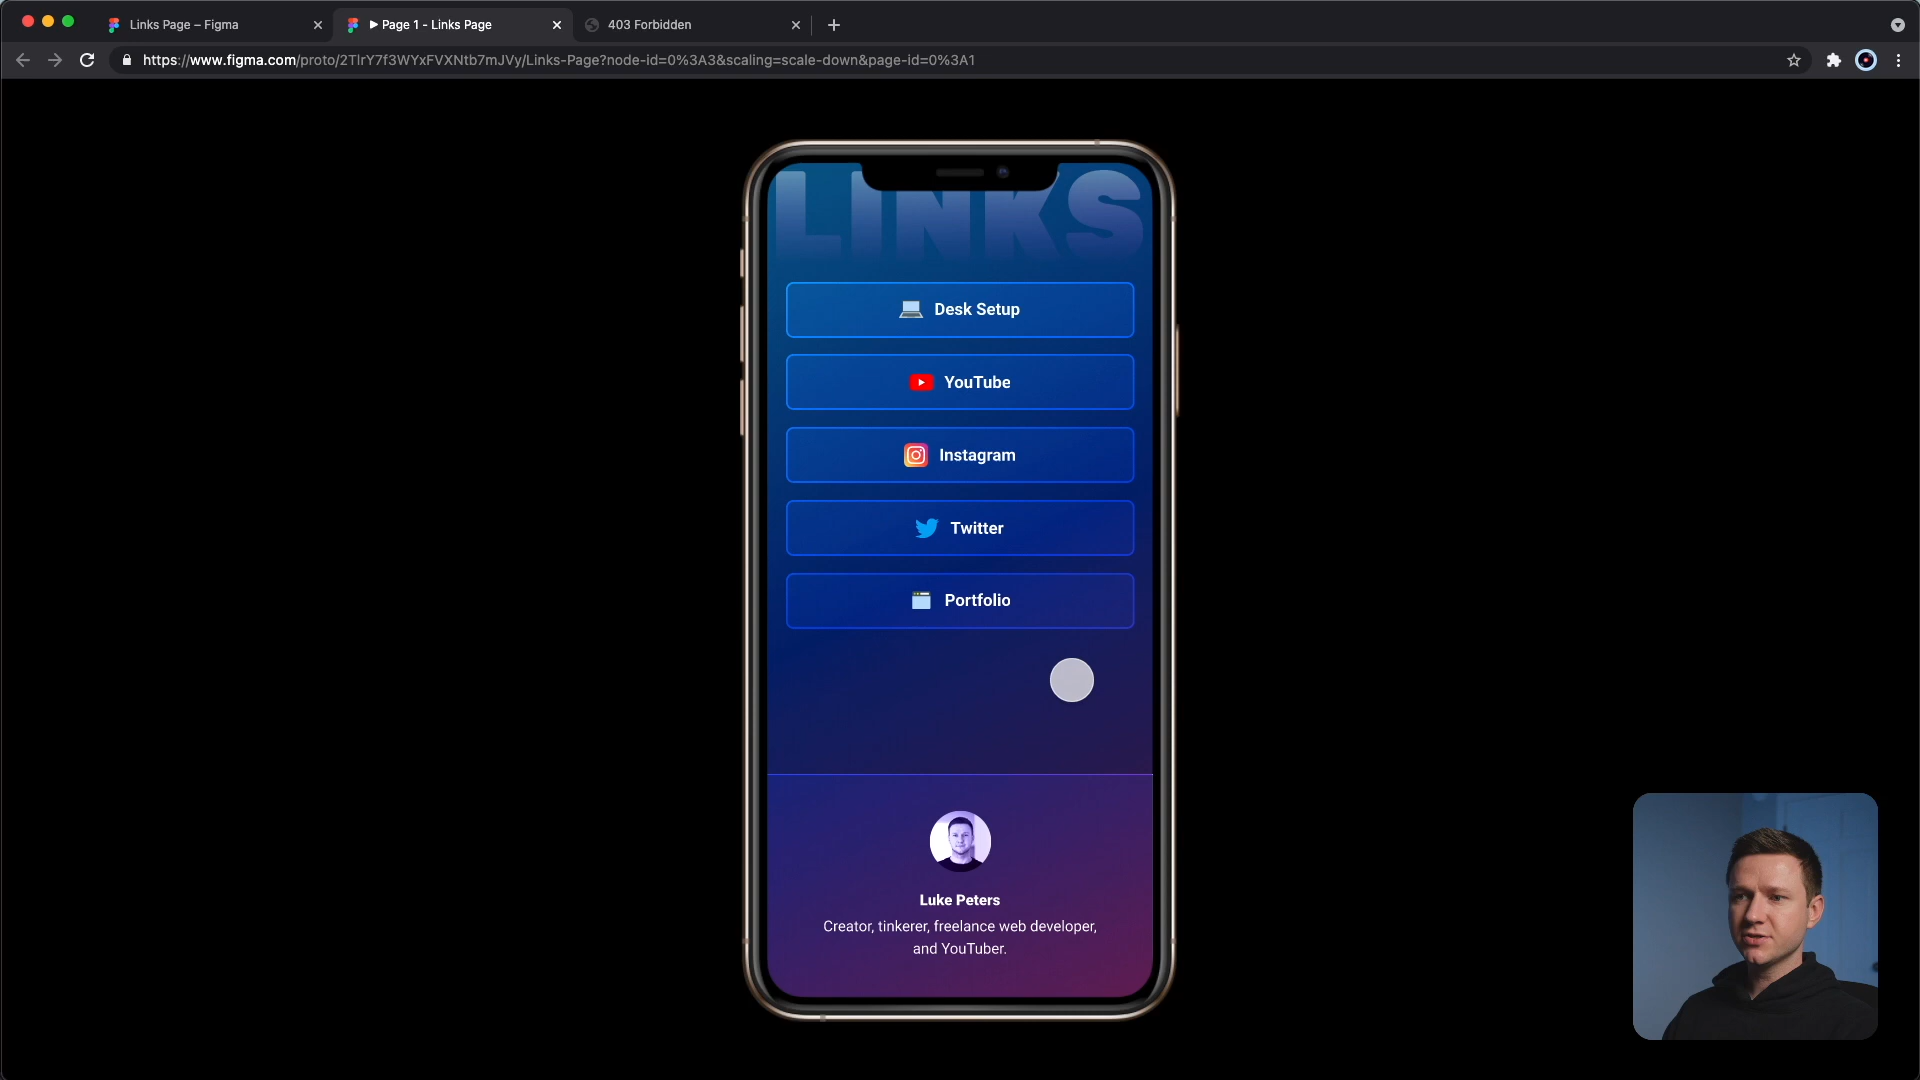 Links Page – Figma
Page 1 - Links Page
403 Forbidden
https://www.figma.com/proto/2TlrY7f3WYxFVXNtb7mJVy/Links-Page?node-id=0%3A3&scaling=scale-down&page-id=0%3A1
LINKS
Desk Setup
YouTube
Instagram
Twitter
Portfolio
Luke Peters
Creator, tinkerer, freelance web developer,
and YouTuber.